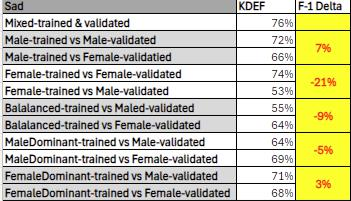 Sad KDEF F-1 Delta
Mixed-trained & validated 76%
Male-trained vs Male-validated 72%
7%
Male-trained vs Female-validatied 66%
Female-trained vs Female-validated 74%
-21%
Female-trained vs Male-validated 53%
Balalanced-trained vs Maled-validated 55%
-9%
Balalanced-trained vs Female-validated 64%
MaleDominant-trained vs Male-validated 64%
-5%
MaleDominant-trained vs Female-validated 69%
FemaleDominant-trained vs Male-validated 71%
3%
FemaleDominant-trained vs Female-validated 68%